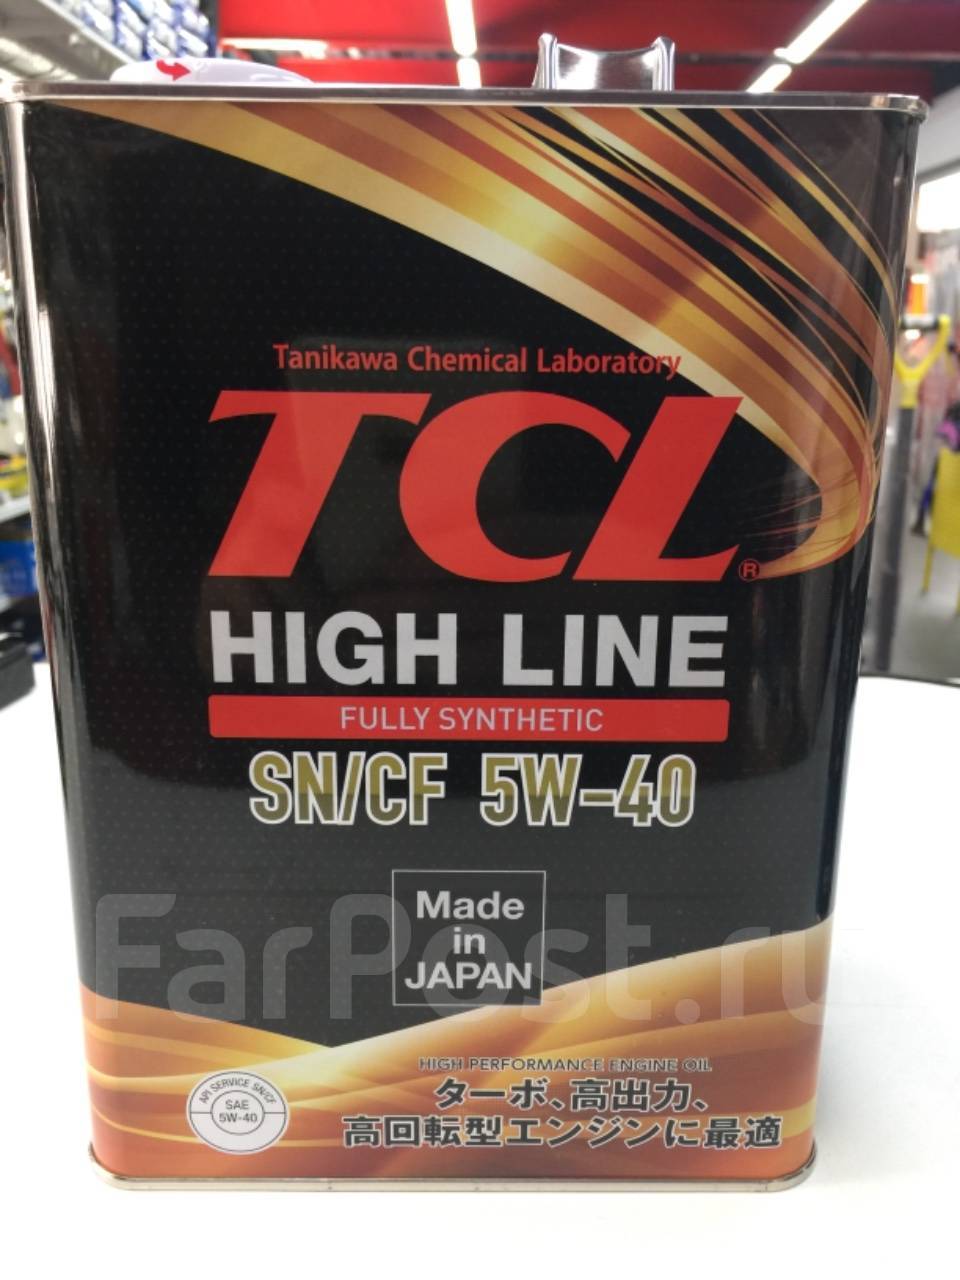 Tanikawa Chemical Laboratory
TCL®
HIGH LINE
FULLY SYNTHETIC
SN/CF 5W-40
Made
in
JAPAN
FarPost.ru
HIGH PERFORMANCE ENGINE OIL
ターボ、高出力、
高回転型エンジンに最適
API SERVICE SN/CF
SAE
5W-40